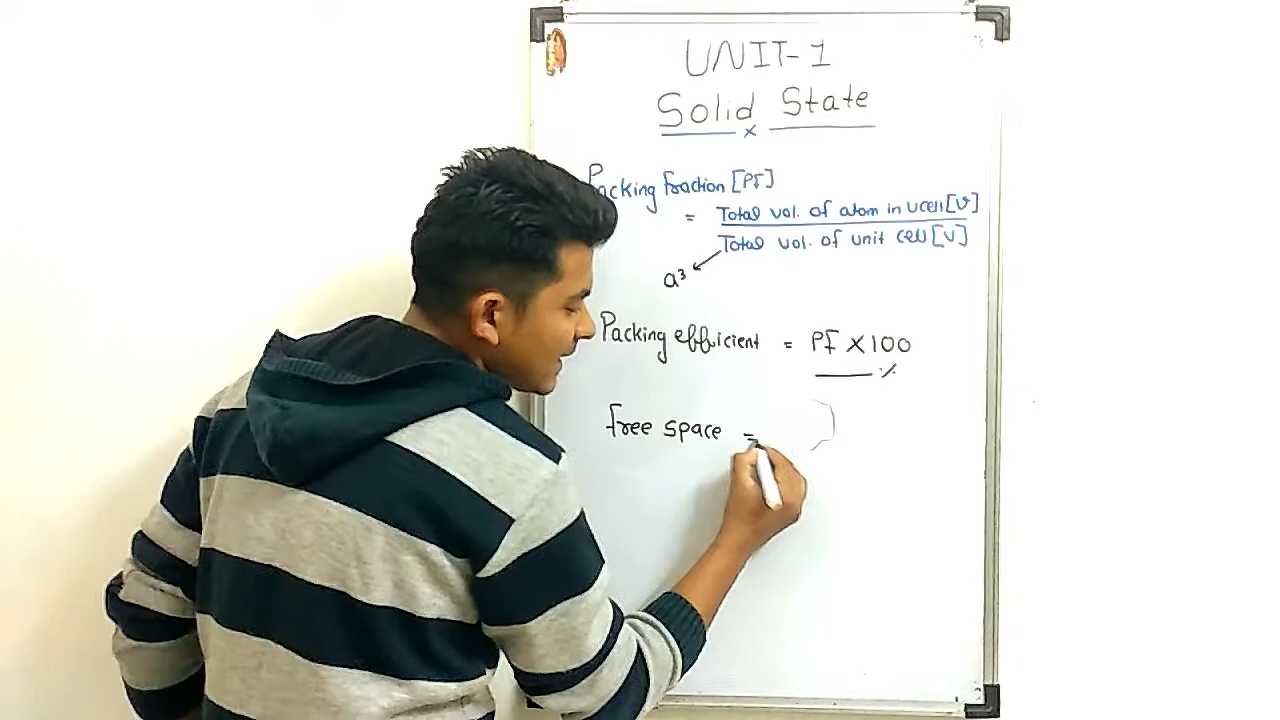 UNIT-1
Solid State
x
Packing fraction [PF]
= Total vol. of atom in Ucell [v]
Total vol. of unit cell [V]
a³
Packing efficient = PF × 100
%
free space =